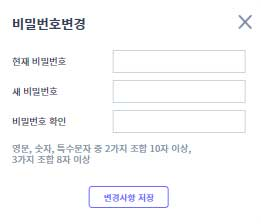 비밀번호변경
현재 비밀번호
새 비밀번호
비밀번호 확인
영문, 숫자, 특수문자 중 2가지 조합 10자 이상,
3가지 조합 8자 이상
변경사항 저장